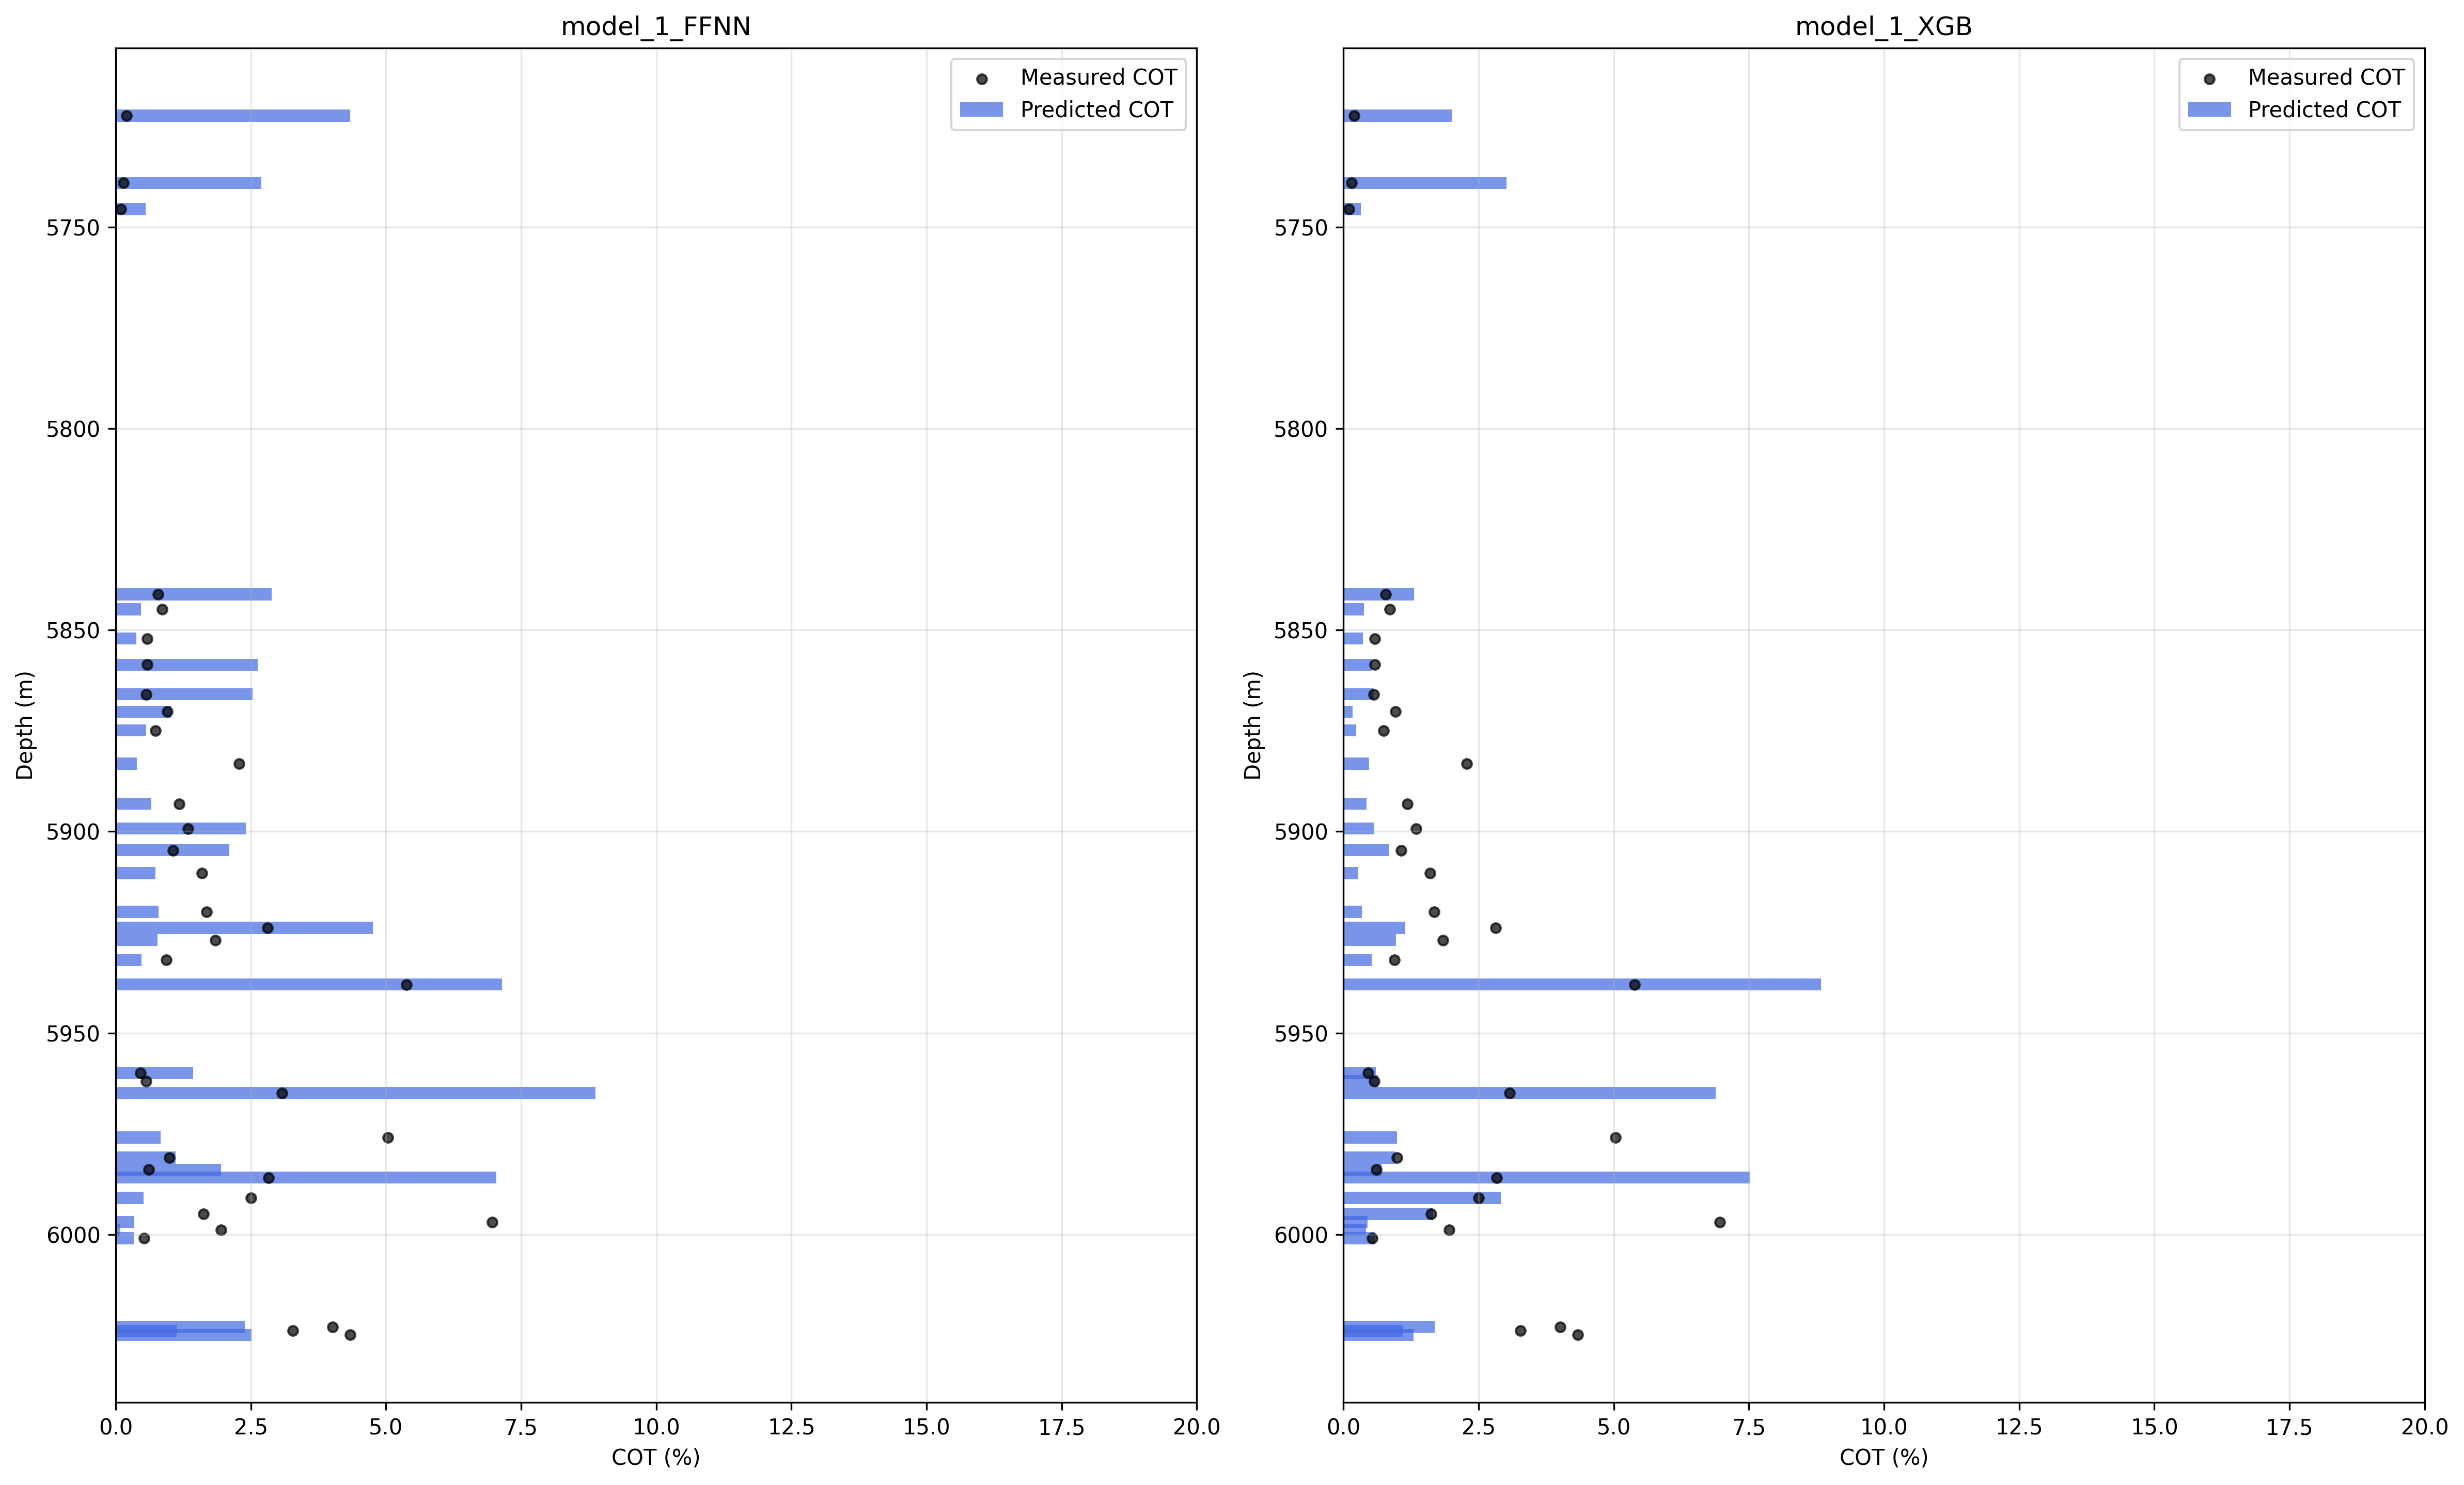 model_1_FFNN
Measured COT
Predicted COT
Depth (m)
5750
5800
5850
5900
5950
6000
0.0 2.5 5.0 7.5 10.0 12.5 15.0 17.5 20.0
COT (%)
model_1_XGB
Measured COT
Predicted COT
Depth (m)
5750
5800
5850
5900
5950
6000
0.0 2.5 5.0 7.5 10.0 12.5 15.0 17.5 20.0
COT (%)